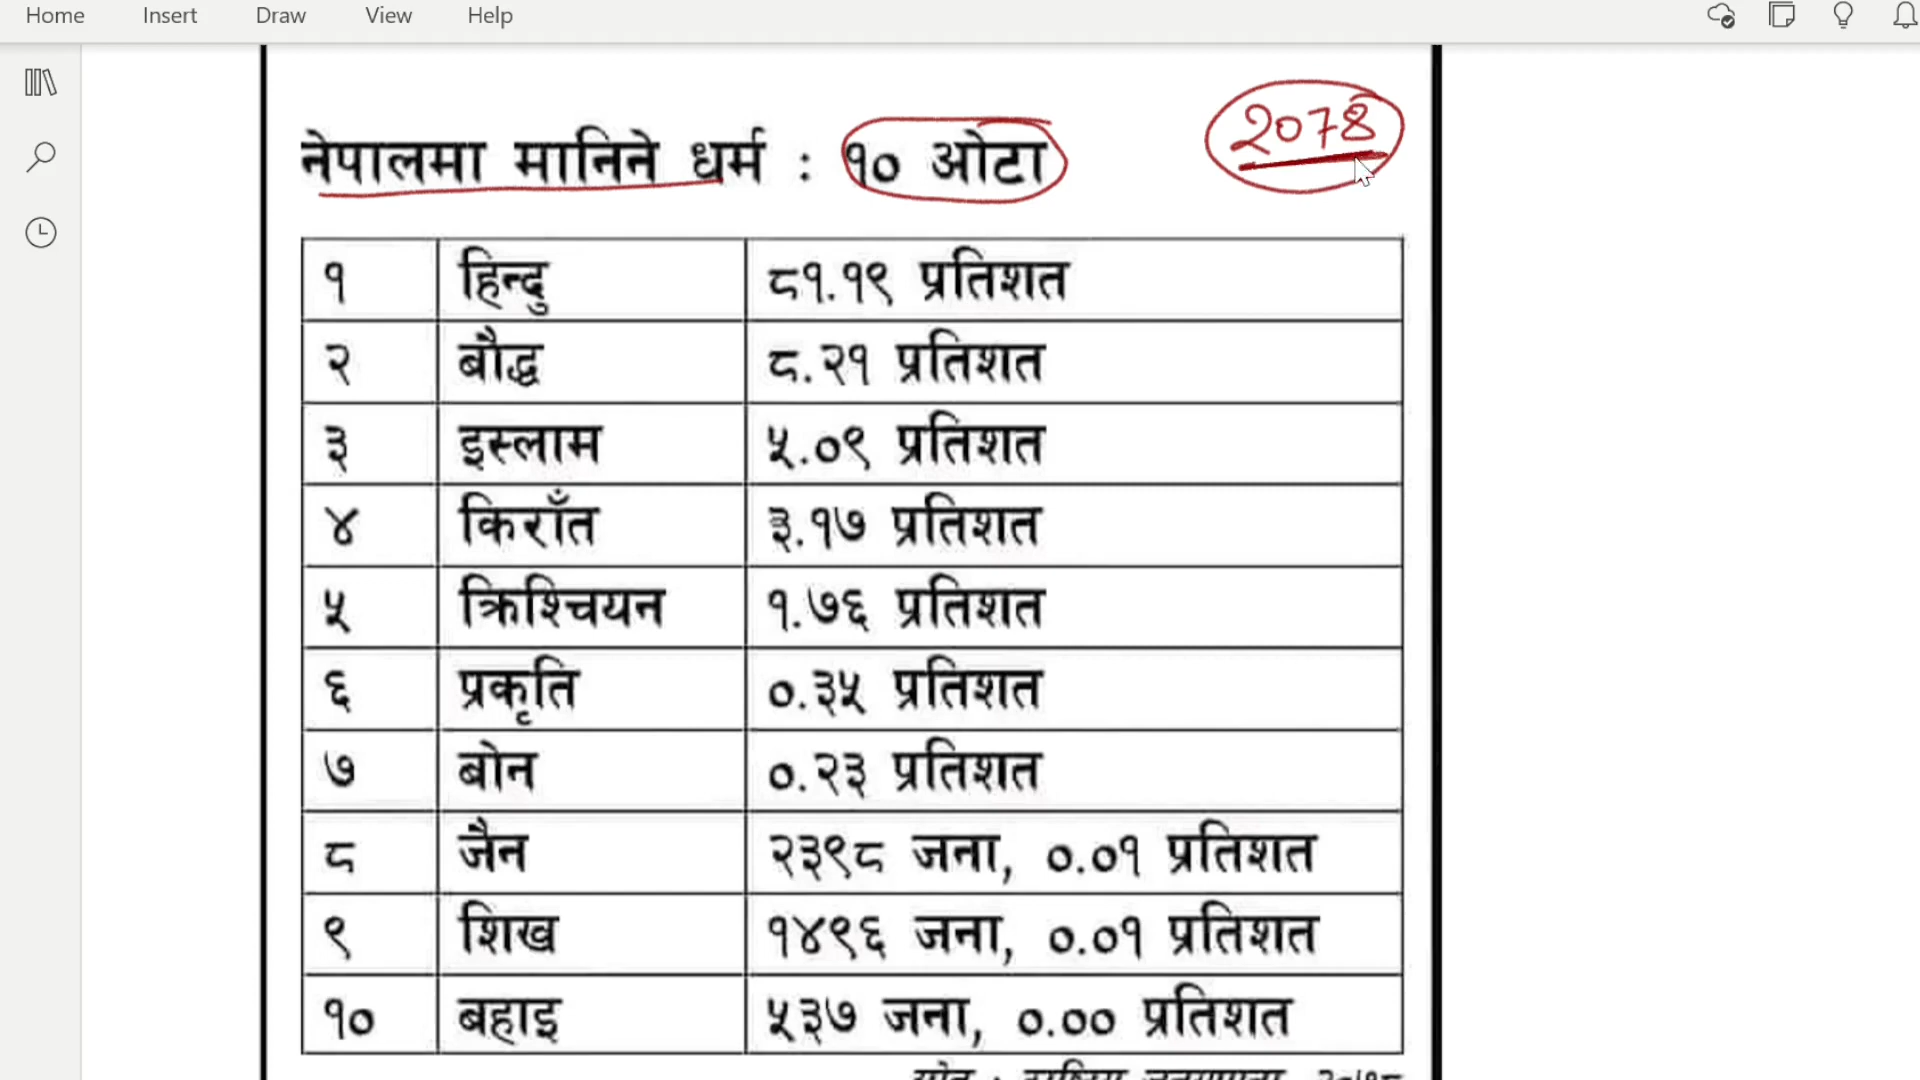 Home Insert Draw View Help
2078
नेपालमा मानिने धर्म : १० ओटा
१ हिन्दु ८१.१९ प्रतिशत
२ बौद्ध ८.२१ प्रतिशत
३ इस्लाम ५.०९ प्रतिशत
४ किराँत ३.१७ प्रतिशत
५ क्रिश्चियन १.७६ प्रतिशत
६ प्रकृति ०.३५ प्रतिशत
७ बोन ०.२३ प्रतिशत
८ जैन २३९८ जना, ०.०१ प्रतिशत
९ शिख १४९६ जना, ०.०१ प्रतिशत
१० बहाइ ५३७ जना, ०.०० प्रतिशत